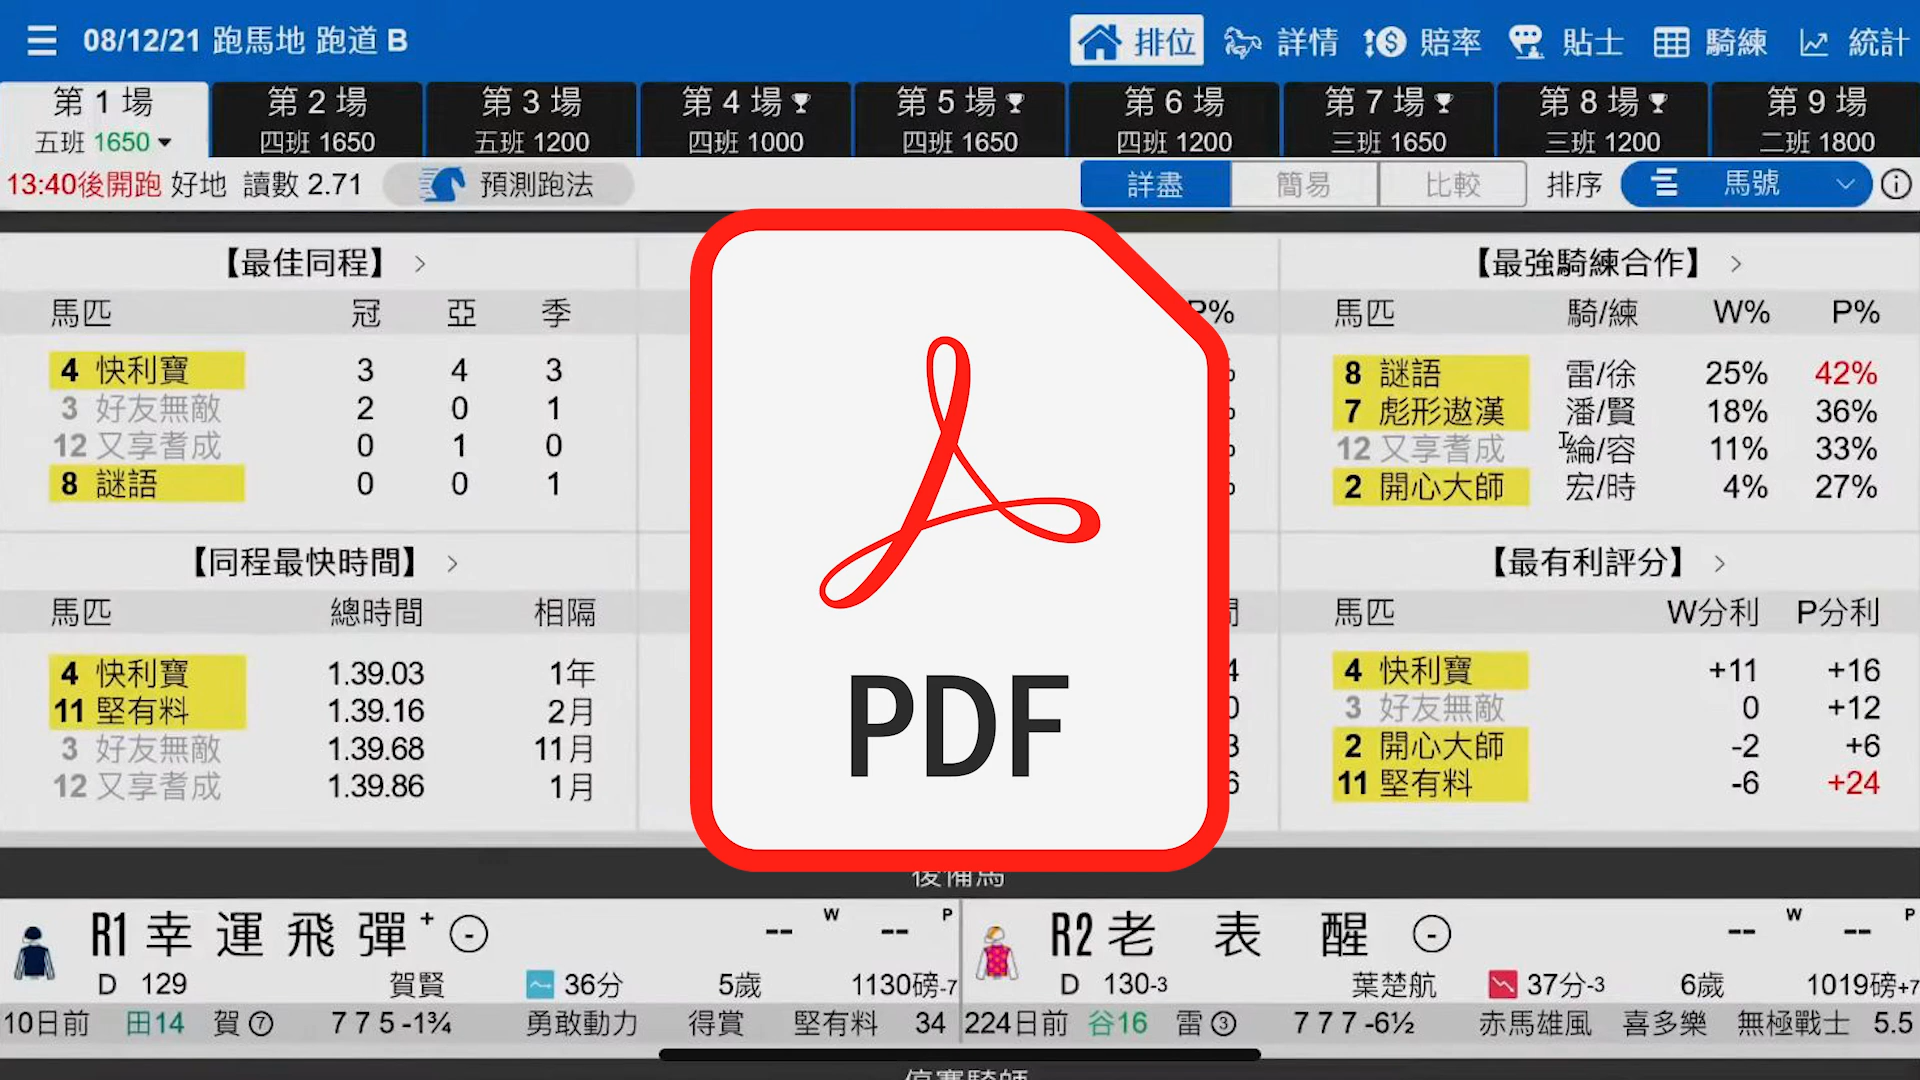 08/12/21 跑馬地 跑道 B
排位 詳情 賠率 貼士 騎練 統計
第 1 場 第 2 場 第 3 場 第 4 場 第 5 場 第 6 場 第 7 場 第 8 場 第 9 場
五班 1650 四班 1650 五班 1200 四班 1000 四班 1650 四班 1200 三班 1650 三班 1200 二班 1800
13:40後開跑 好地 讀數 2.71 預測跑法 詳盡 簡易 比較 排序 馬號
【最佳同程】 >
馬匹 冠 亞 季
4 快利寶 3 4 3
3 好友無敵 2 0 1
12 又享耆成 0 1 0
8 謎語 0 0 1
【同程最快時間】 >
馬匹 總時間 相隔
4 快利寶 1.39.03 1年
11 堅有料 1.39.16 2月
3 好友無敵 1.39.68 11月
12 又享耆成 1.39.86 1月
PDF
【最強騎練合作】 >
馬匹 騎/練 W% P%
8 謎語 雷/徐 25% 42%
7 彪形遨漢 潘/賢 18% 36%
12 又享耆成 綸/容 11% 33%
2 開心大師 宏/時 4% 27%
【最有利評分】 >
馬匹 W分利 P分利
4 快利寶 +11 +16
3 好友無敵 0 +12
2 開心大師 -2 +6
11 堅有料 -6 +24
後備馬
R1 幸運飛彈+ -- W -- P
D 129 賀賢 36分 5歲 1130磅-7
10日前 田14 賀⑦ 7 7 5 -1¾ 勇敢動力 得賞 堅有料 34
R2 老表醒 -- W -- P
D 130-3 葉楚航 37分-3 6歲 1019磅+7
224日前 谷16 雷③ 7 7 7 -6½ 赤馬雄風 喜多樂 無極戰士 5.5